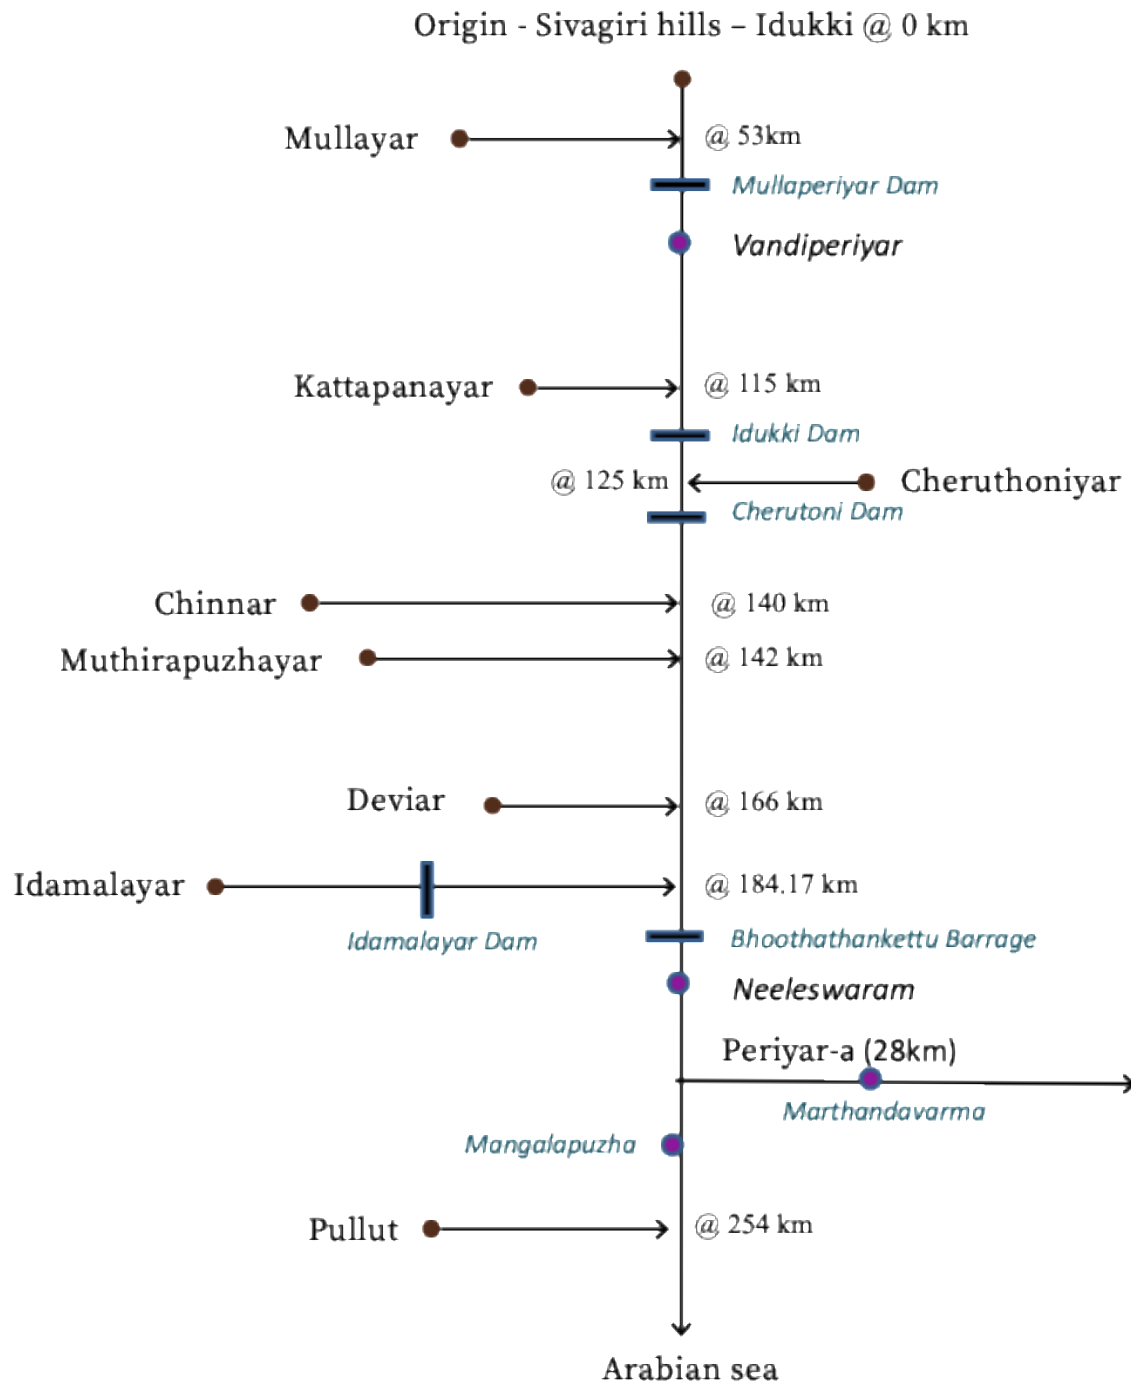 Origin - Sivagiri hills – Idukki @ 0 km
Mullayar
@ 53km
Mullaperiyar Dam
Vandiperiyar
Kattapanayar
@ 115 km
Idukki Dam
@ 125 km
Cheruthoniyar
Cherutoni Dam
Chinnar
@ 140 km
Muthirapuzhayar
@ 142 km
Deviar
@ 166 km
Idamalayar
@ 184.17 km
Idamalayar Dam
Bhoothathankettu Barrage
Neeleswaram
Periyar-a (28km)
Marthandavarma
Mangalapuzha
Pullut
@ 254 km
Arabian sea